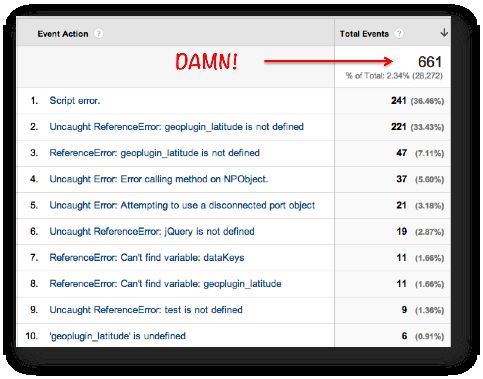 Event Action ? Total Events ?
DAMN! 661
% of Total: 2.34% (28,272)
1. Script error. 241 (36.46%)
2. Uncaught ReferenceError: geoplugin_latitude is not defined 221 (33.43%)
3. ReferenceError: geoplugin_latitude is not defined 47 (7.11%)
4. Uncaught Error: Error calling method on NPObject. 37 (5.60%)
5. Uncaught Error: Attempting to use a disconnected port object 21 (3.18%)
6. Uncaught ReferenceError: jQuery is not defined 19 (2.87%)
7. ReferenceError: Can't find variable: dataKeys 11 (1.66%)
8. ReferenceError: Can't find variable: geoplugin_latitude 11 (1.66%)
9. Uncaught ReferenceError: test is not defined 9 (1.36%)
10. 'geoplugin_latitude' is undefined 6 (0.91%)